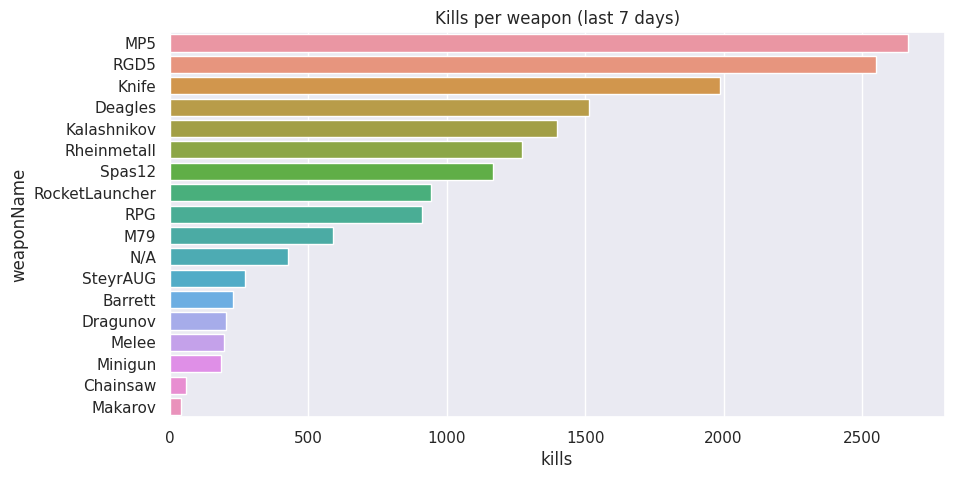 Kills per weapon (last 7 days)
weaponName
MP5
RGD5
Knife
Deagles
Kalashnikov
Rheinmetall
Spas12
RocketLauncher
RPG
M79
N/A
SteyrAUG
Barrett
Dragunov
Melee
Minigun
Chainsaw
Makarov
0 500 1000 1500 2000 2500
kills